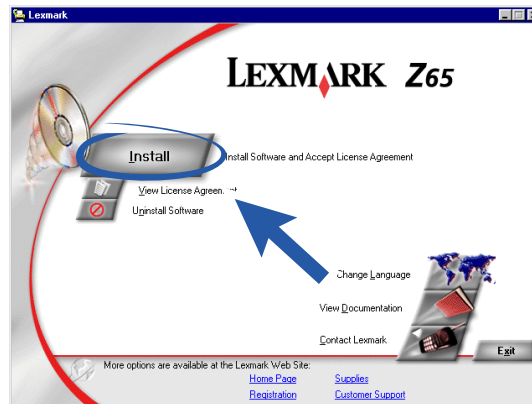 Lexmark
LEXMARK Z65
Install
Install Software and Accept License Agreement
View License
Uninstall Software
Change Language
View Documentation
Contact Lexmark
Exit
More options are available at the Lexmark Web Site:
Home Page
Supplies
Registration
Customer Support